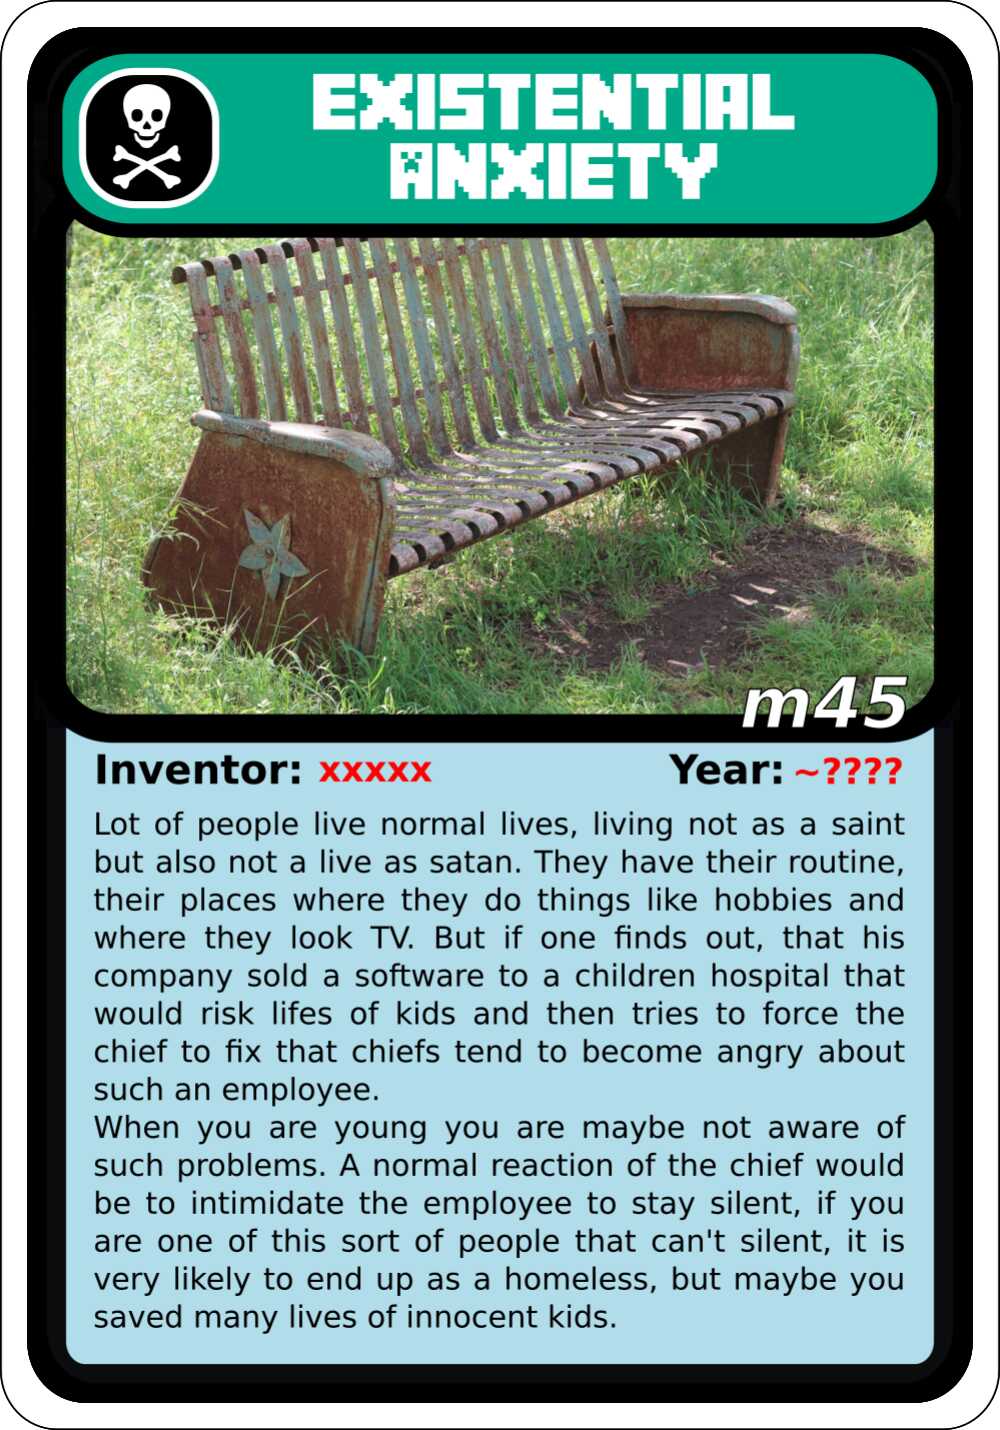 EXISTENTIAL
ANXIETY
m45
Inventor: xxxxx Year: ~????
Lot of people live normal lives, living not as a saint
but also not a live as satan. They have their routine,
their places where they do things like hobbies and
where they look TV. But if one finds out, that his
company sold a software to a children hospital that
would risk lifes of kids and then tries to force the
chief to fix that chiefs tend to become angry about
such an employee.
When you are young you are maybe not aware of
such problems. A normal reaction of the chief would
be to intimidate the employee to stay silent, if you
are one of this sort of people that can't silent, it is
very likely to end up as a homeless, but maybe you
saved many lives of innocent kids.